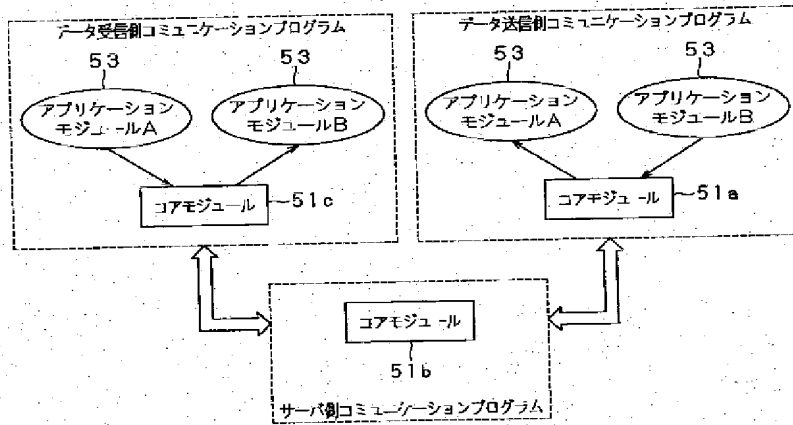 データ受信側コミュニケーションプログラム
53
53
アプリケーション
モジュールA
アプリケーション
モジュールB
コアモジュール
51c
データ送信側コミュニケーションプログラム
53
53
アプリケーション
モジュールA
アプリケーション
モジュールB
コアモジュール
51a
コアモジュール
51b
サーバ側コミュニケーションプログラム